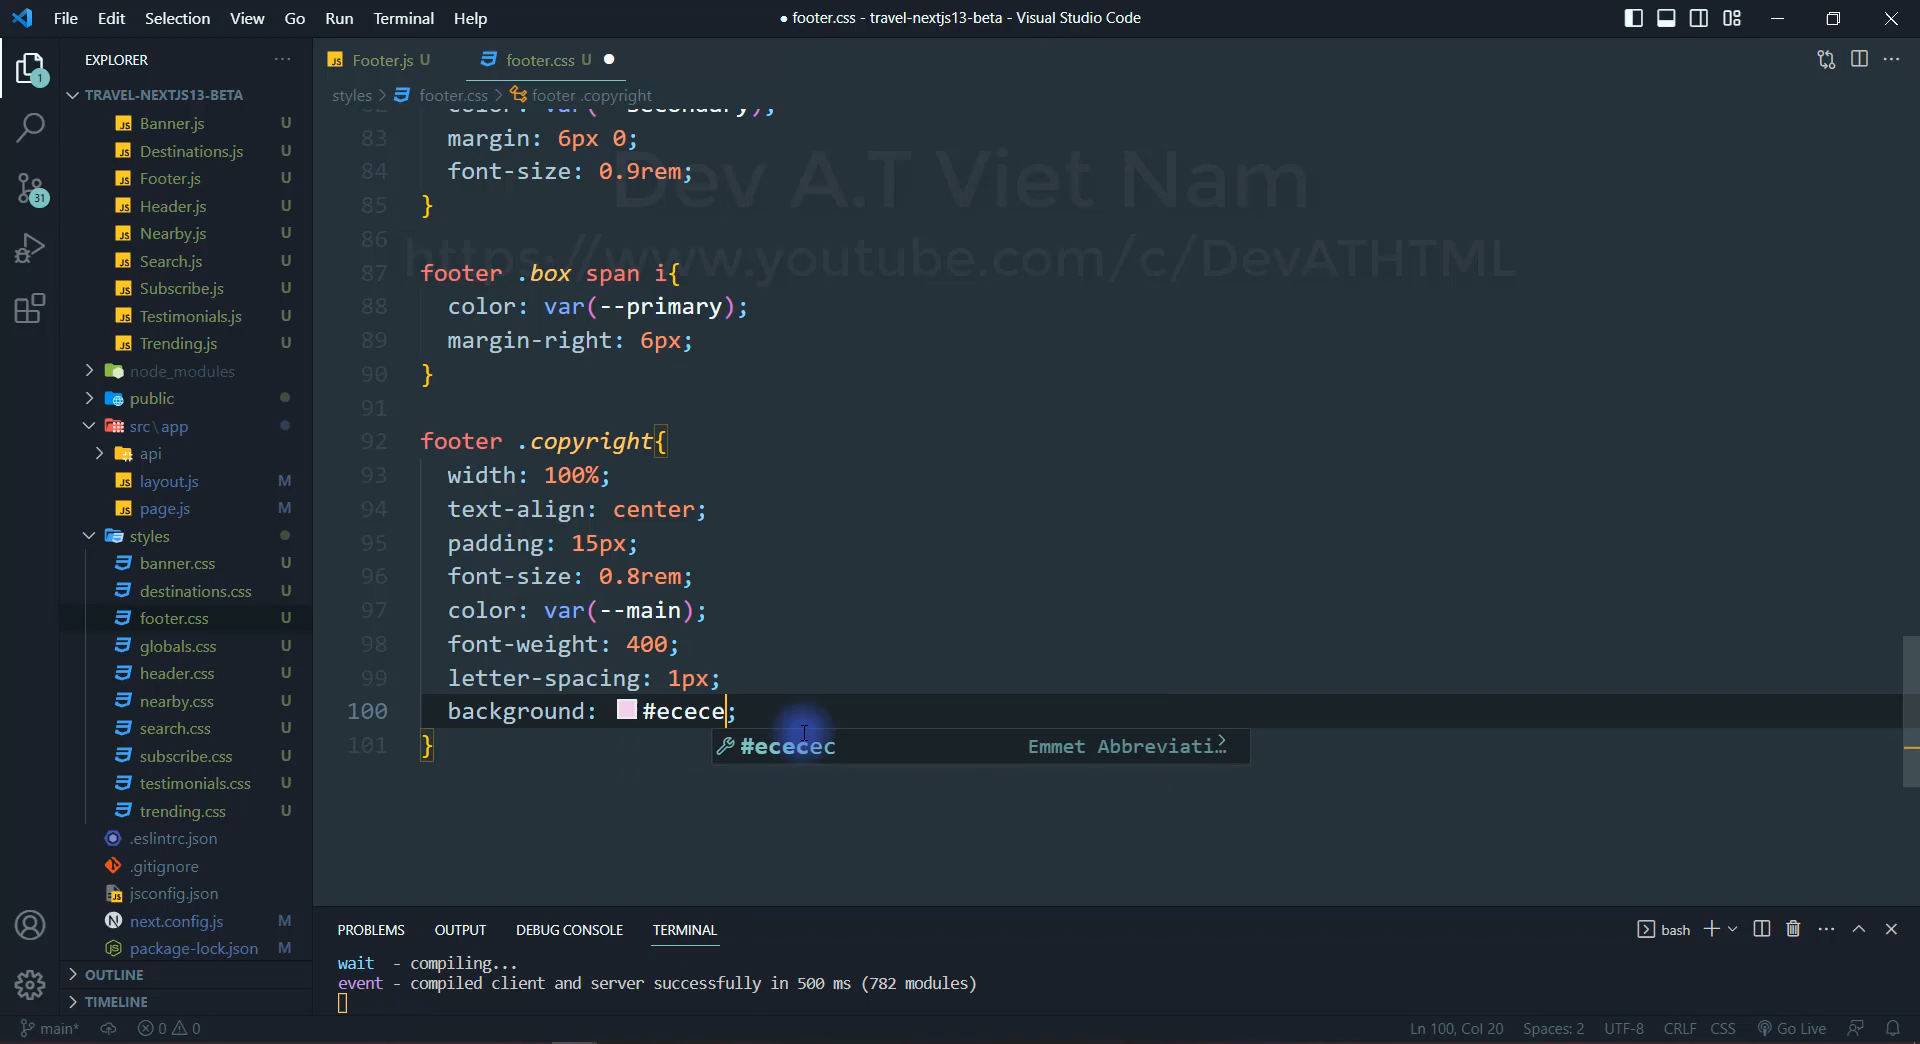 File Edit Selection View Go Run Terminal Help
● footer.css - travel-nextjs13-beta - Visual Studio Code
EXPLORER
Footer.js U
footer.css U
TRAVEL-NEXTJS13-BETA
styles > footer.css > footer .copyright
Banner.js U
Destinations.js U
Footer.js U
Header.js U
Nearby.js U
Search.js U
Subscribe.js U
Testimonials.js U
Trending.js U
node_modules
public
src\app
api
layout.js M
page.js M
styles
banner.css U
destinations.css U
footer.css U
globals.css U
header.css U
nearby.css U
search.css U
subscribe.css U
testimonials.css U
trending.css U
.eslintrc.json
.gitignore
jsconfig.json
next.config.js M
package-lock.json M
OUTLINE
TIMELINE
1
31
82 color: var(--secondary);
83 margin: 6px 0;
84 font-size: 0.9rem;
85 }
86
87 footer .box span i{
88 color: var(--primary);
89 margin-right: 6px;
90 }
91
92 footer .copyright{
93 width: 100%;
94 text-align: center;
95 padding: 15px;
96 font-size: 0.8rem;
97 color: var(--main);
98 font-weight: 400;
99 letter-spacing: 1px;
100 background: #ecece;
101 }
#ececec Emmet Abbreviati…
Dev A.T Viet Nam
https://www.youtube.com/c/DevATHTML
PROBLEMS OUTPUT DEBUG CONSOLE TERMINAL
bash
wait - compiling...
event - compiled client and server successfully in 500 ms (782 modules)
main* 0 0
Ln 100, Col 20 Spaces: 2 UTF-8 CRLF CSS Go Live